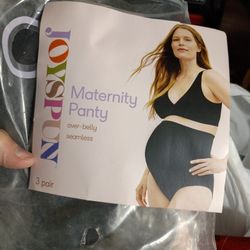 JOYSPUN
Maternity
Panty
over-belly
seamless
3 pair